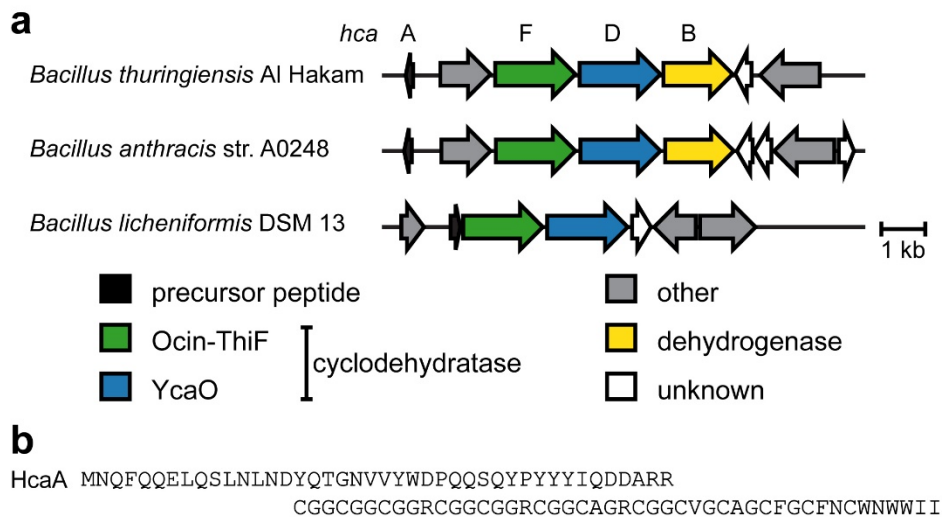 a
hca A F D B
Bacillus thuringiensis Al Hakam
Bacillus anthracis str. A0248
Bacillus licheniformis DSM 13
1 kb
precursor peptide
other
Ocin-ThiF
dehydrogenase
cyclodehydratase
YcaO
unknown
b
HcaA MNQFQQELQSLNLNDYQTGNVVYWDPQQSQYPYYYIQDDARR
CGGCGGCGGRCGGCGGRCGGCAGRCGGCVGCAGCFGCFNCWNWWII